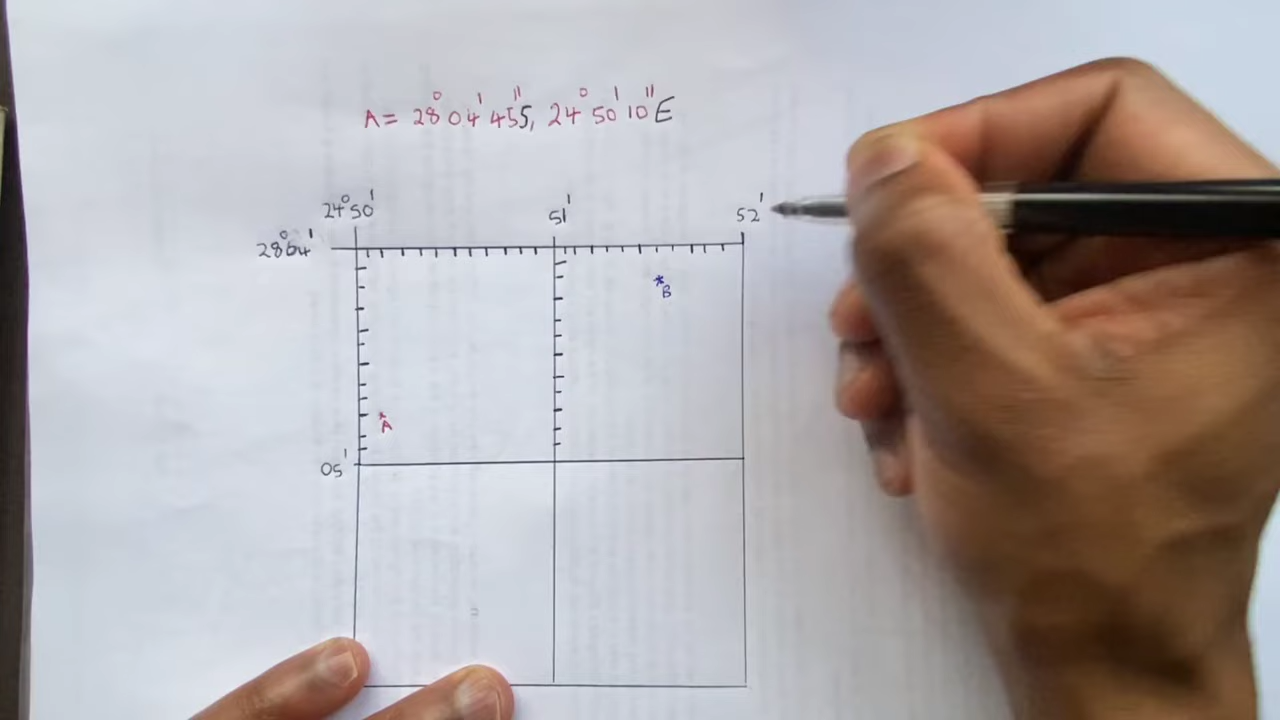 A = 28° 04' 45"S, 24° 50' 10"E
24°50' 51' 52'
28°04'
B
A
05'